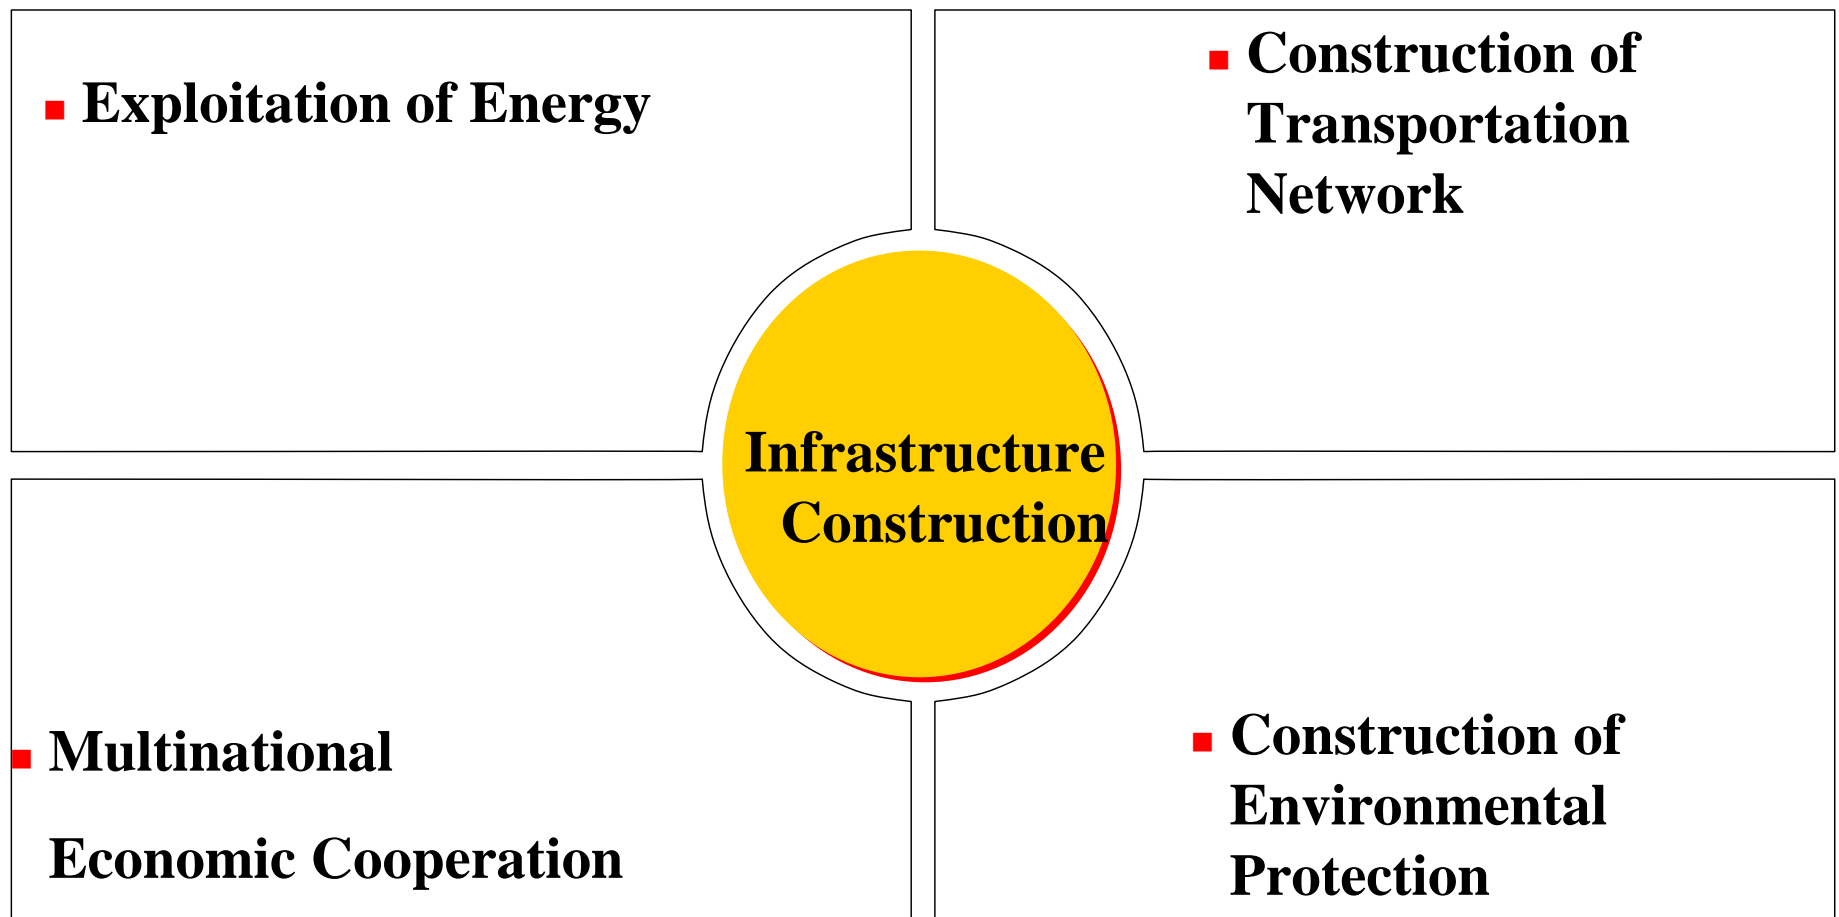 Exploitation of Energy
Construction of
Transportation
Network
Infrastructure
Construction
Multinational
Economic Cooperation
Construction of
Environmental
Protection